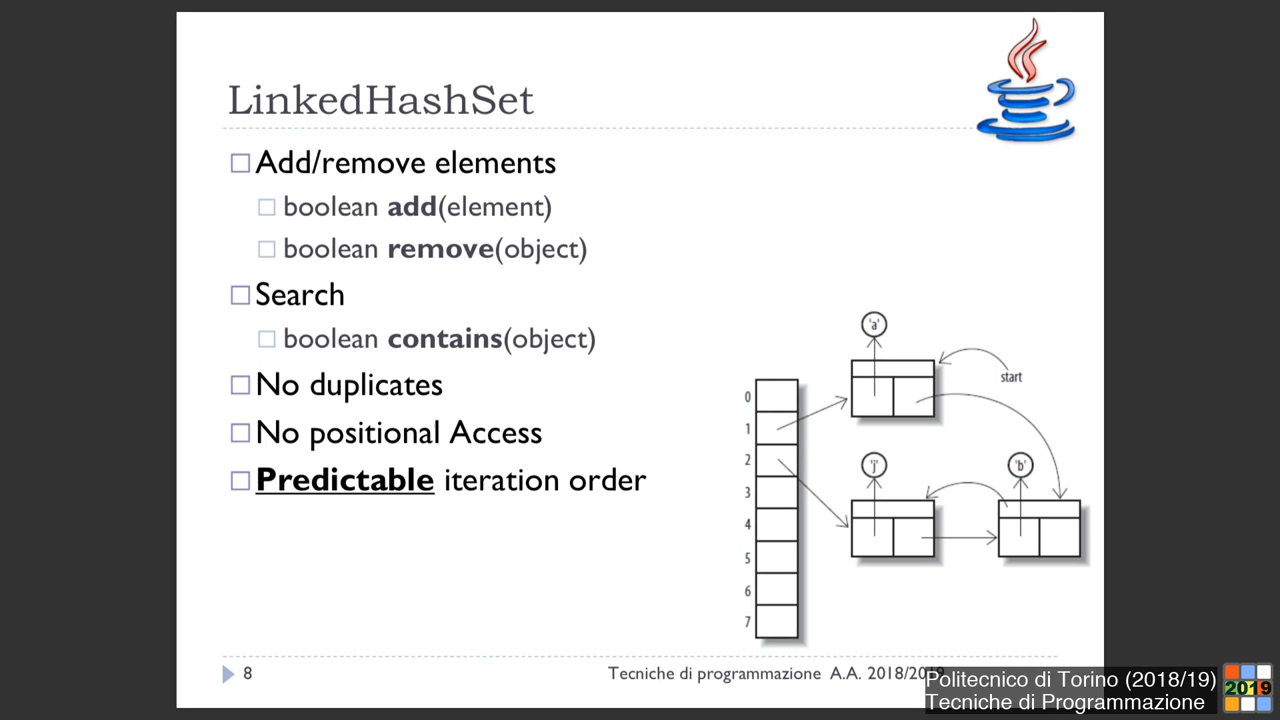 LinkedHashSet
Add/remove elements
boolean add(element)
boolean remove(object)
Search
boolean contains(object)
No duplicates
No positional Access
Predictable iteration order
'a'
start
0
1
2
3
4
5
6
7
'j'
'b'
8
Tecniche di programmazione A.A. 2018/2019
Politecnico di Torino (2018/19)
Tecniche di Programmazione
2019